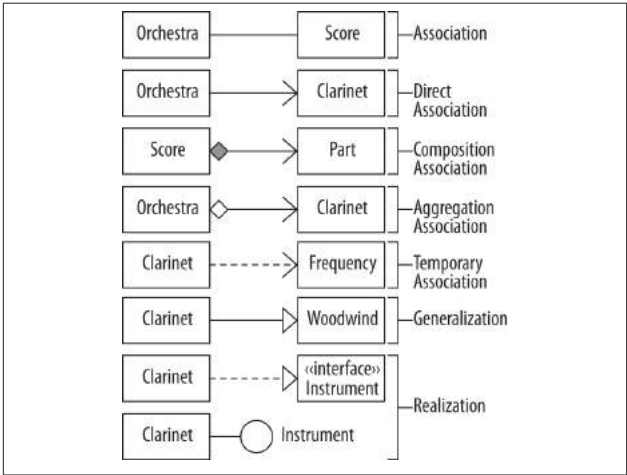 Orchestra Score Association
Orchestra Clarinet Direct
Association
Score Part Composition
Association
Orchestra Clarinet Aggregation
Association
Clarinet Frequency Temporary
Association
Clarinet Woodwind Generalization
Clarinet «interface»
Instrument
Realization
Clarinet Instrument